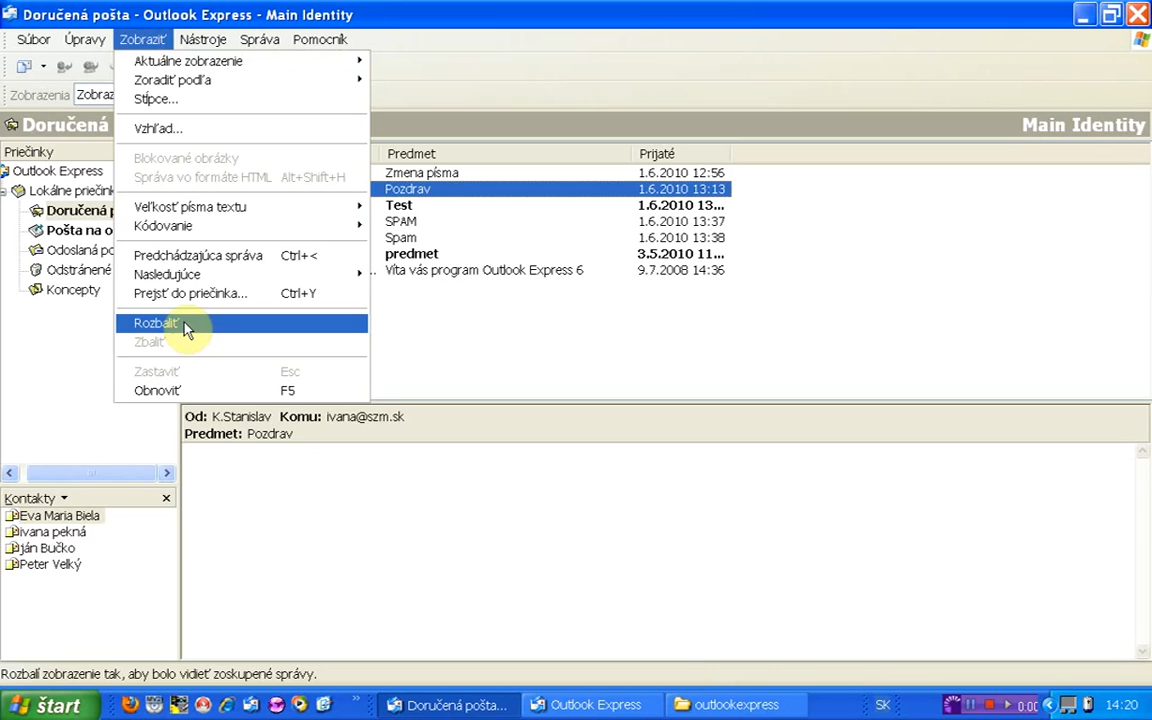 Doručená pošta - Outlook Express - Main Identity
Súbor Úpravy Zobraziť Nástroje Správa Pomocník
Aktuálne zobrazenie
Zoradiť podľa
Stĺpce...
Vzhľad...
Blokované obrázky
Správa vo formáte HTML Alt+Shift+H
Veľkosť písma textu
Kódovanie
Predchádzajúca správa Ctrl+<
Nasledujúce
Prejsť do priečinka... Ctrl+Y
Rozbaliť
Zbaliť
Zastaviť Esc
Obnoviť F5
Zobrazenia Zobraz
Doručená Main Identity
Priečinky
Outlook Express
Lokálne priečin
Doručená p
Pošta na o
Odoslaná po
Odstránené
Koncepty
Predmet Prijaté
Zmena písma 1.6.2010 12:56
Pozdrav 1.6.2010 13:13
Test 1.6.2010 13...
SPAM 1.6.2010 13:37
Spam 1.6.2010 13:38
predmet 3.5.2010 11...
... Víta vás program Outlook Express 6 9.7.2008 14:36
Od: K.Stanislav Komu: ivana@szm.sk
Predmet: Pozdrav
Kontakty
Eva Maria Biela
ivana pekná
ján Bučko
Peter Velký
Rozbalí zobrazenie tak, aby bolo vidieť zoskupené správy.
štart Doručená pošta... Outlook Express outlookexpress SK 0:00 14:20